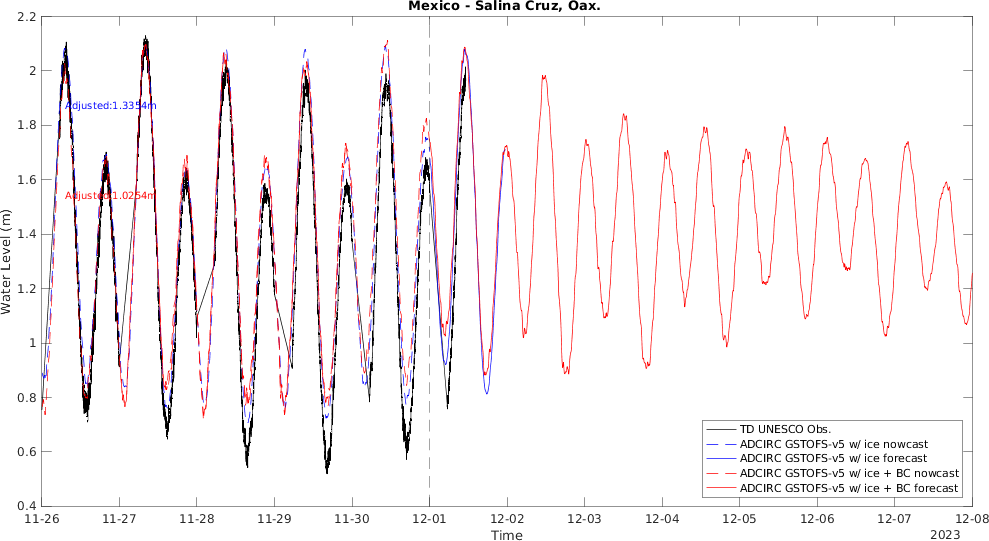 Mexico - Salina Cruz, Oax.
2.2
2
1.8
1.6
1.4
1.2
1
0.8
0.6
0.4
Water Level (m)
Adjusted:1.3354m
Adjusted:1.0254m
TD UNESCO Obs.
ADCIRC GSTOFS-v5 w/ ice nowcast
ADCIRC GSTOFS-v5 w/ ice forecast
ADCIRC GSTOFS-v5 w/ ice + BC nowcast
ADCIRC GSTOFS-v5 w/ ice + BC forecast
11-26 11-27 11-28 11-29 11-30 12-01 12-02 12-03 12-04 12-05 12-06 12-07 12-08
Time
2023